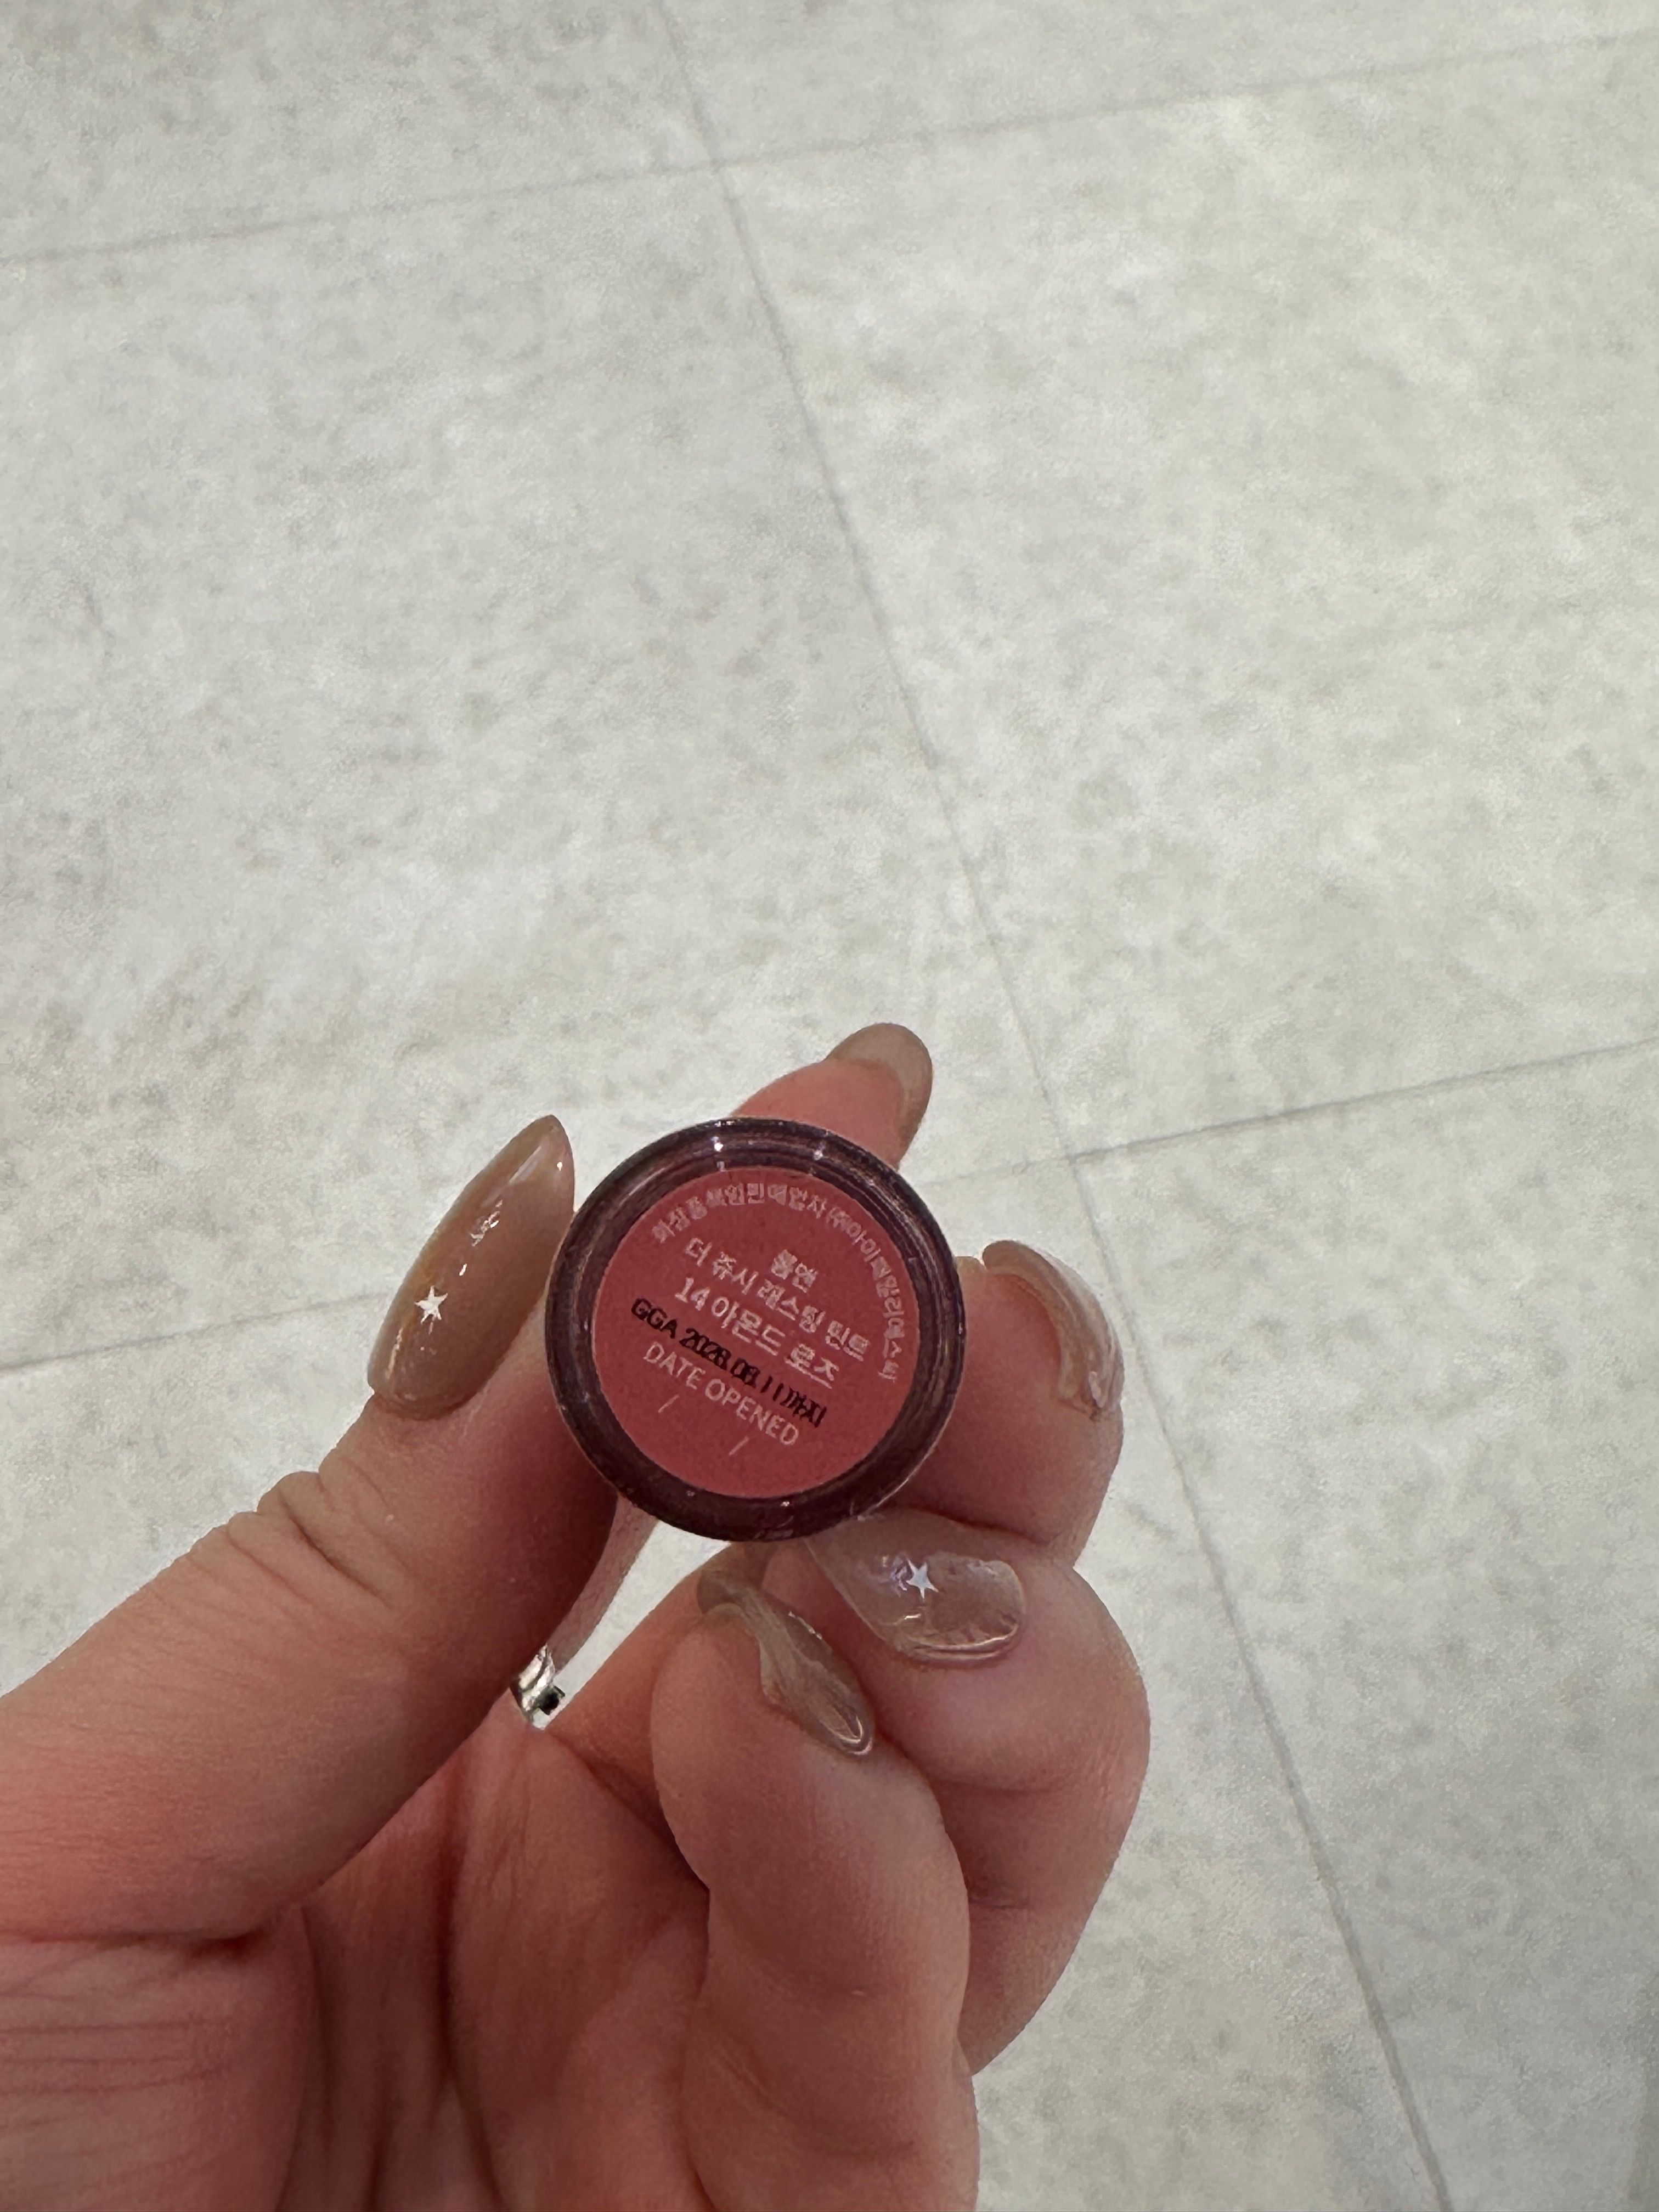 화장품책임판매업자 ㈜아이패밀리에스씨
롬앤
더 쥬시 래스팅 틴트
14 아몬드 로즈
GGA 2028.08.11까지
DATE OPENED
/ /